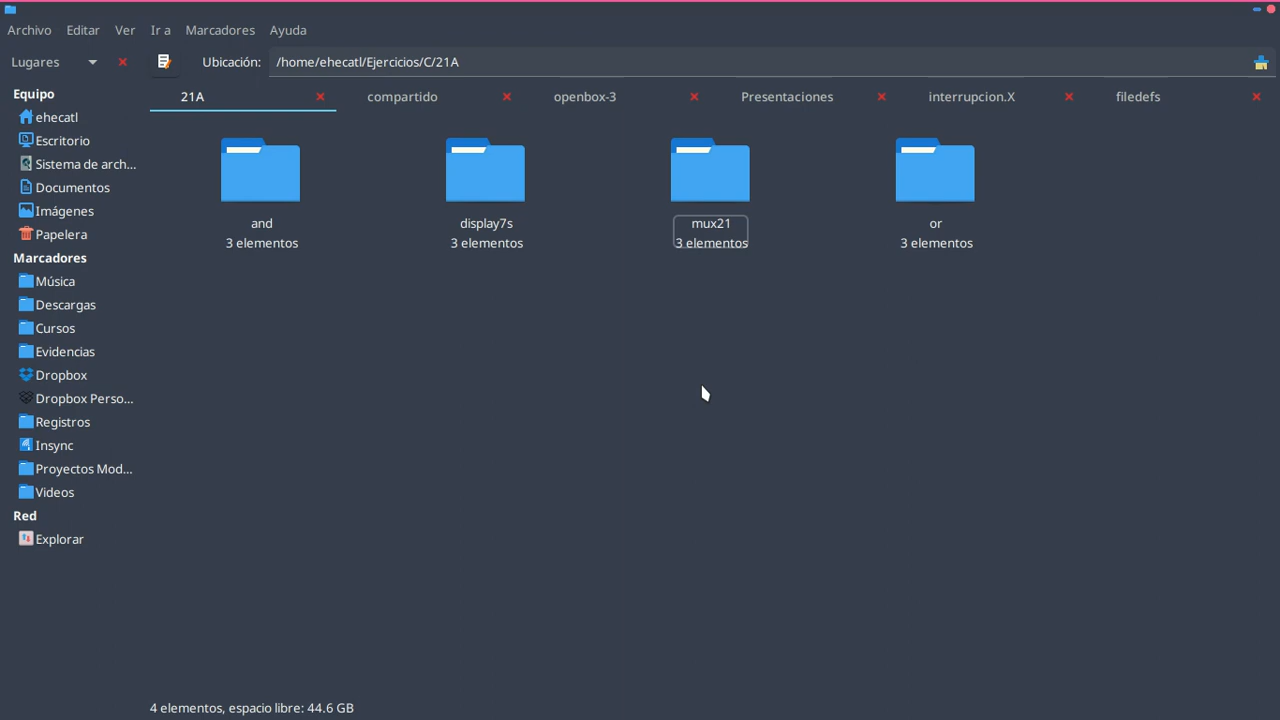 Archivo Editar Ver Ir a Marcadores Ayuda
Lugares Ubicación: /home/ehecatl/Ejercicios/C/21A
21A compartido openbox-3 Presentaciones interrupcion.X filedefs
Equipo
ehecatl
Escritorio
Sistema de arch...
Documentos
Imágenes
Papelera
Marcadores
Música
Descargas
Cursos
Evidencias
Dropbox
Dropbox Perso...
Registros
Insync
Proyectos Mod...
Videos
Red
Explorar
and display7s mux21 or
3 elementos 3 elementos 3 elementos 3 elementos
4 elementos, espacio libre: 44.6 GB